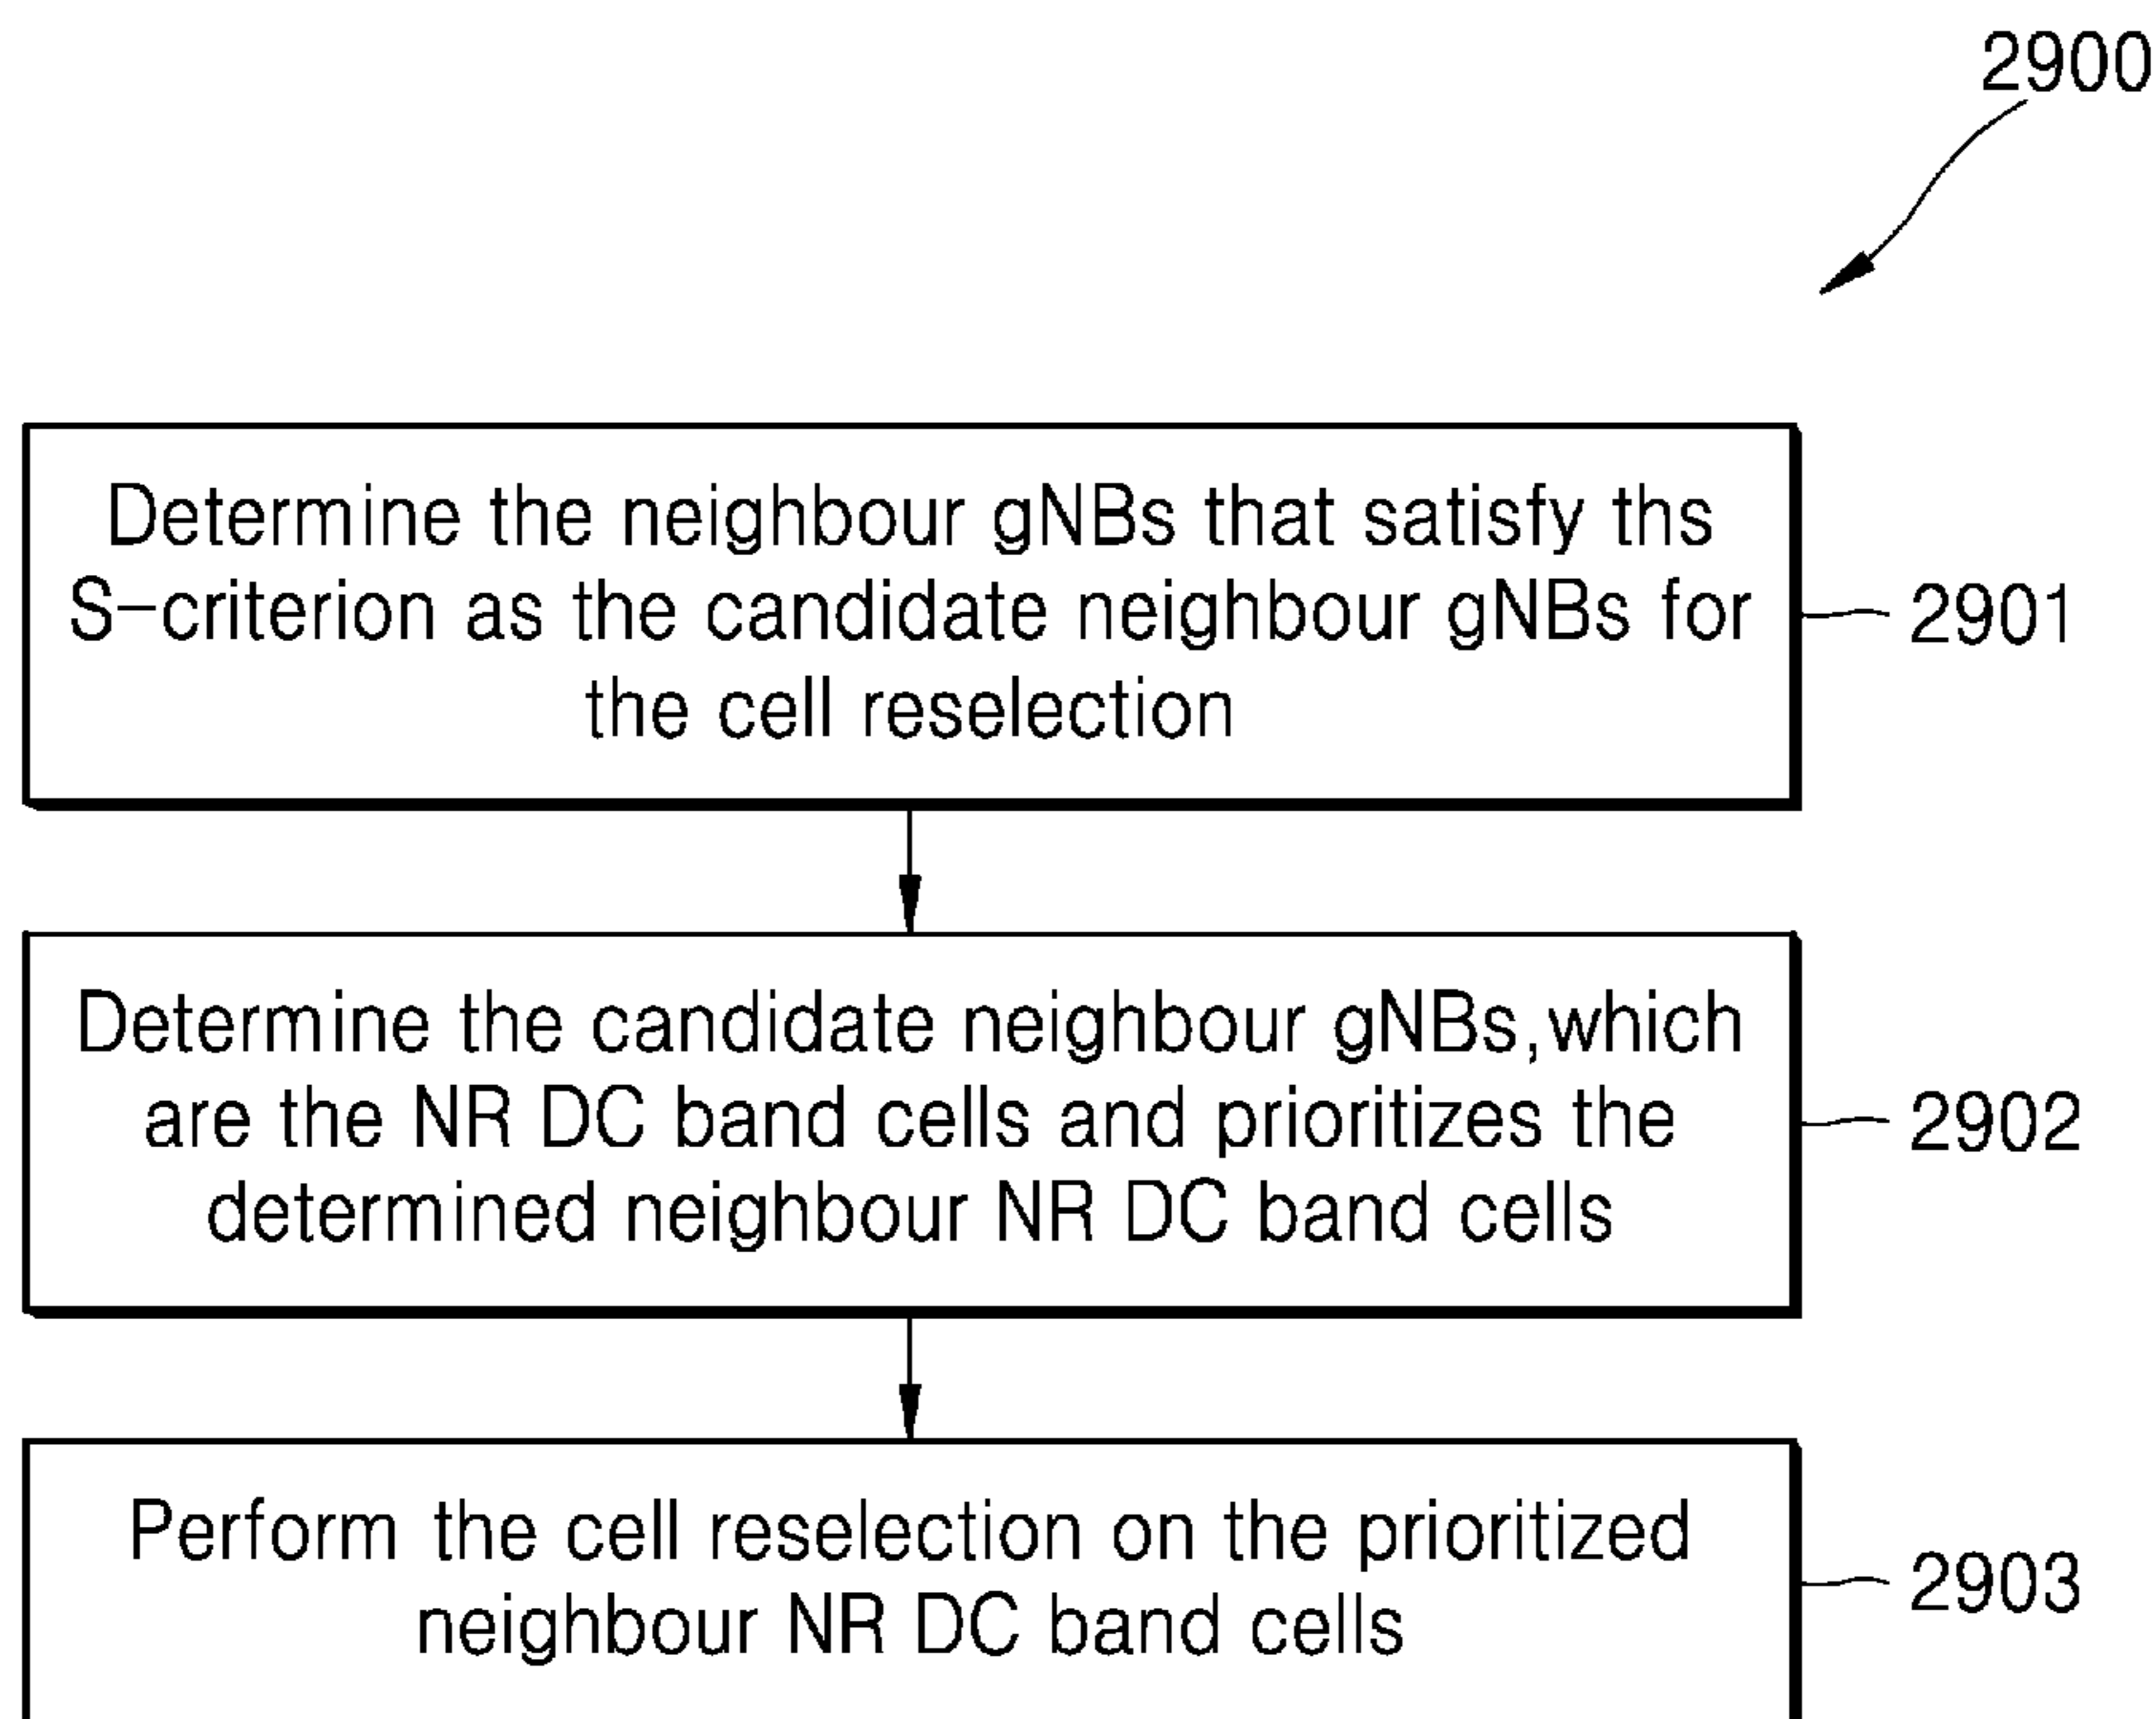 2900
Determine the neighbour gNBs that satisfy ths
S-criterion as the candidate neighbour gNBs for
the cell reselection
2901
Determine the candidate neighbour gNBs,which
are the NR DC band cells and prioritizes the
determined neighbour NR DC band cells
2902
Perform the cell reselection on the prioritized
neighbour NR DC band cells
2903